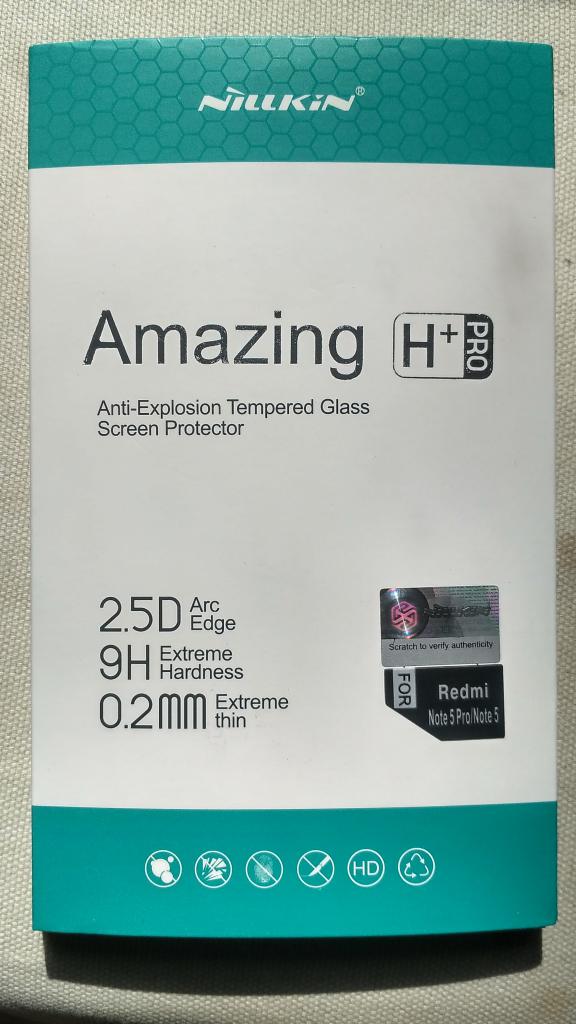 NILLKIN®
Amazing H+ PRO
Anti-Explosion Tempered Glass
Screen Protector
2.5D Arc Edge
9H Extreme Hardness
0.2mm Extreme thin
NILLKIN
Scratch to verify authenticity
FOR
Redmi
Note 5 Pro/Note 5
HD